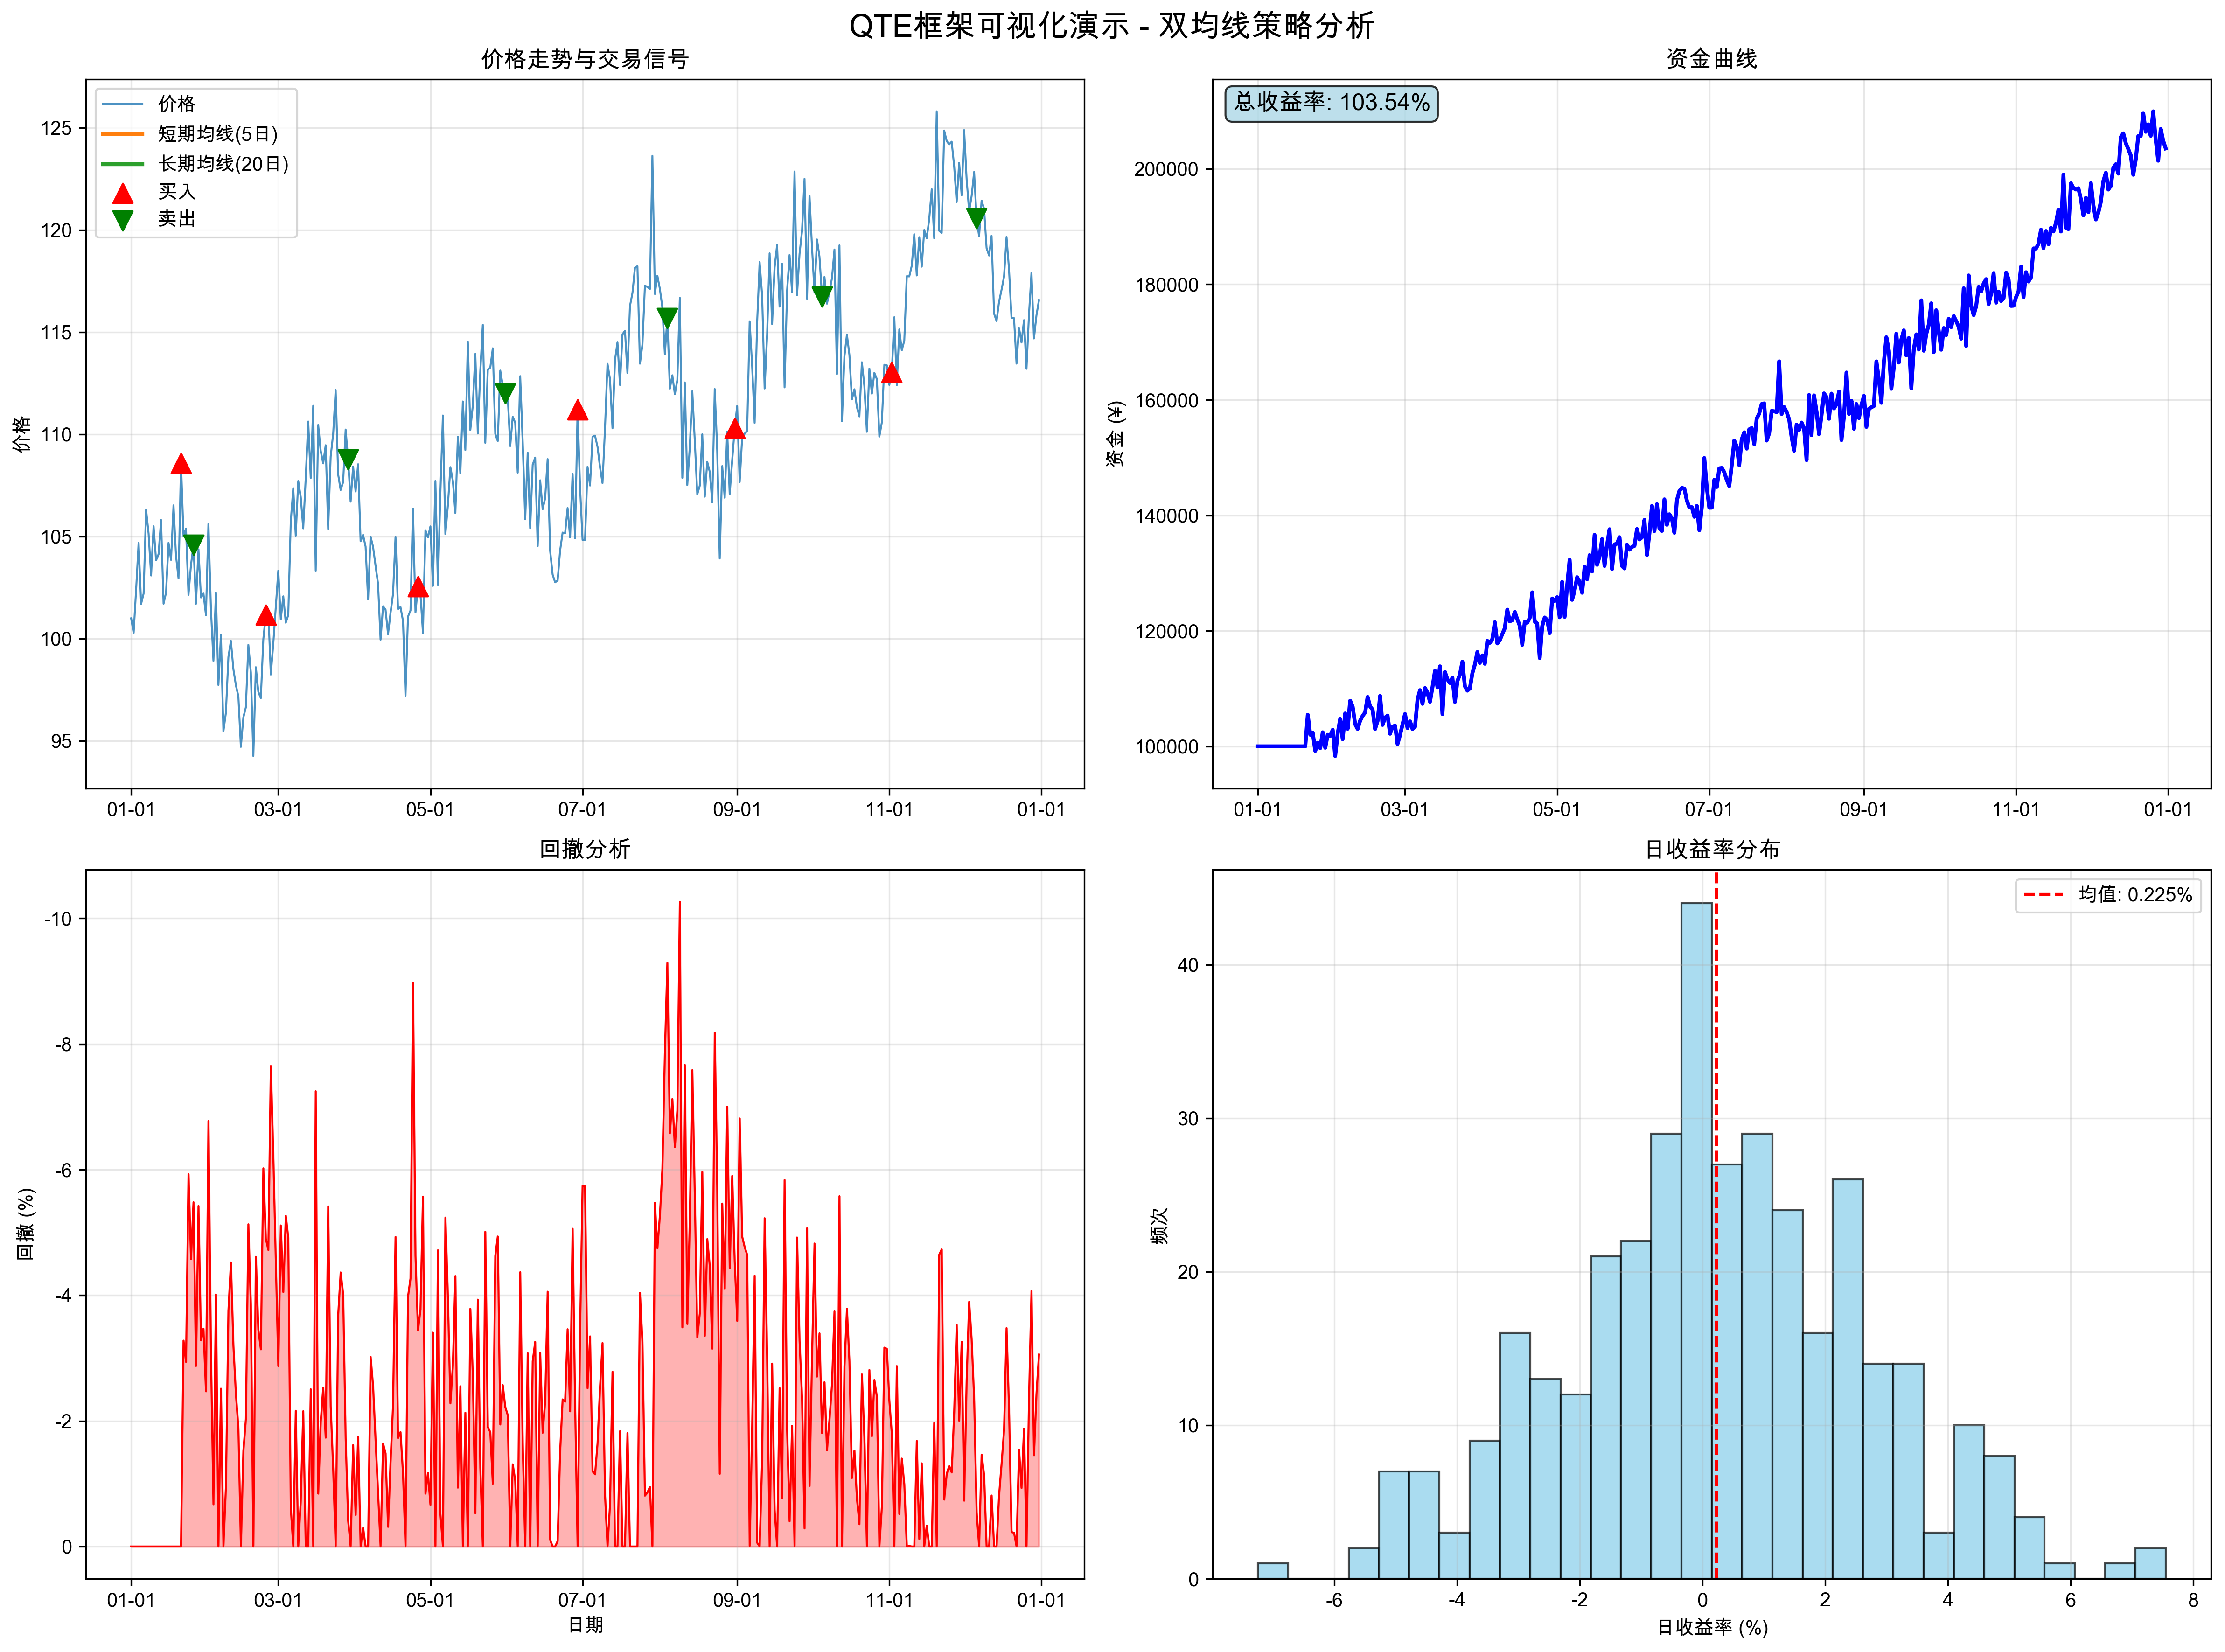 QTE框架可视化演示 - 双均线策略分析
价格走势与交易信号
价格
短期均线(5日)
长期均线(20日)
买入
卖出
125
120
115
110
105
100
95
价格
01-01
03-01
05-01
07-01
09-01
11-01
01-01
资金曲线
总收益率: 103.54%
200000
180000
160000
140000
120000
100000
资金 (¥)
01-01
03-01
05-01
07-01
09-01
11-01
01-01
回撤分析
-10
-8
-6
-4
-2
0
回撤 (%)
01-01
03-01
05-01
07-01
09-01
11-01
01-01
日期
日收益率分布
均值: 0.225%
40
30
20
10
0
频次
-6
-4
-2
0
2
4
6
8
日收益率 (%)